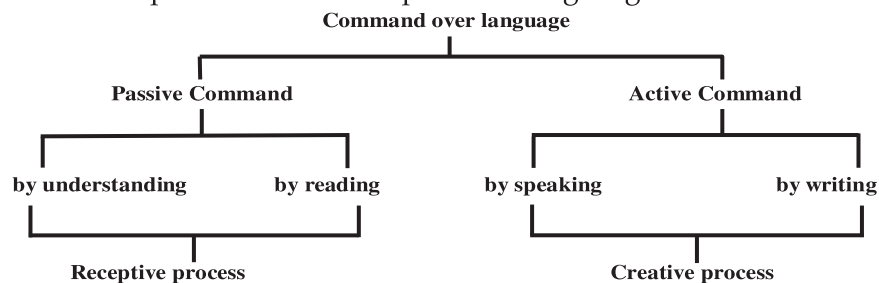 Command over language
Passive Command Active Command
by understanding by reading by speaking by writing
Receptive process Creative process